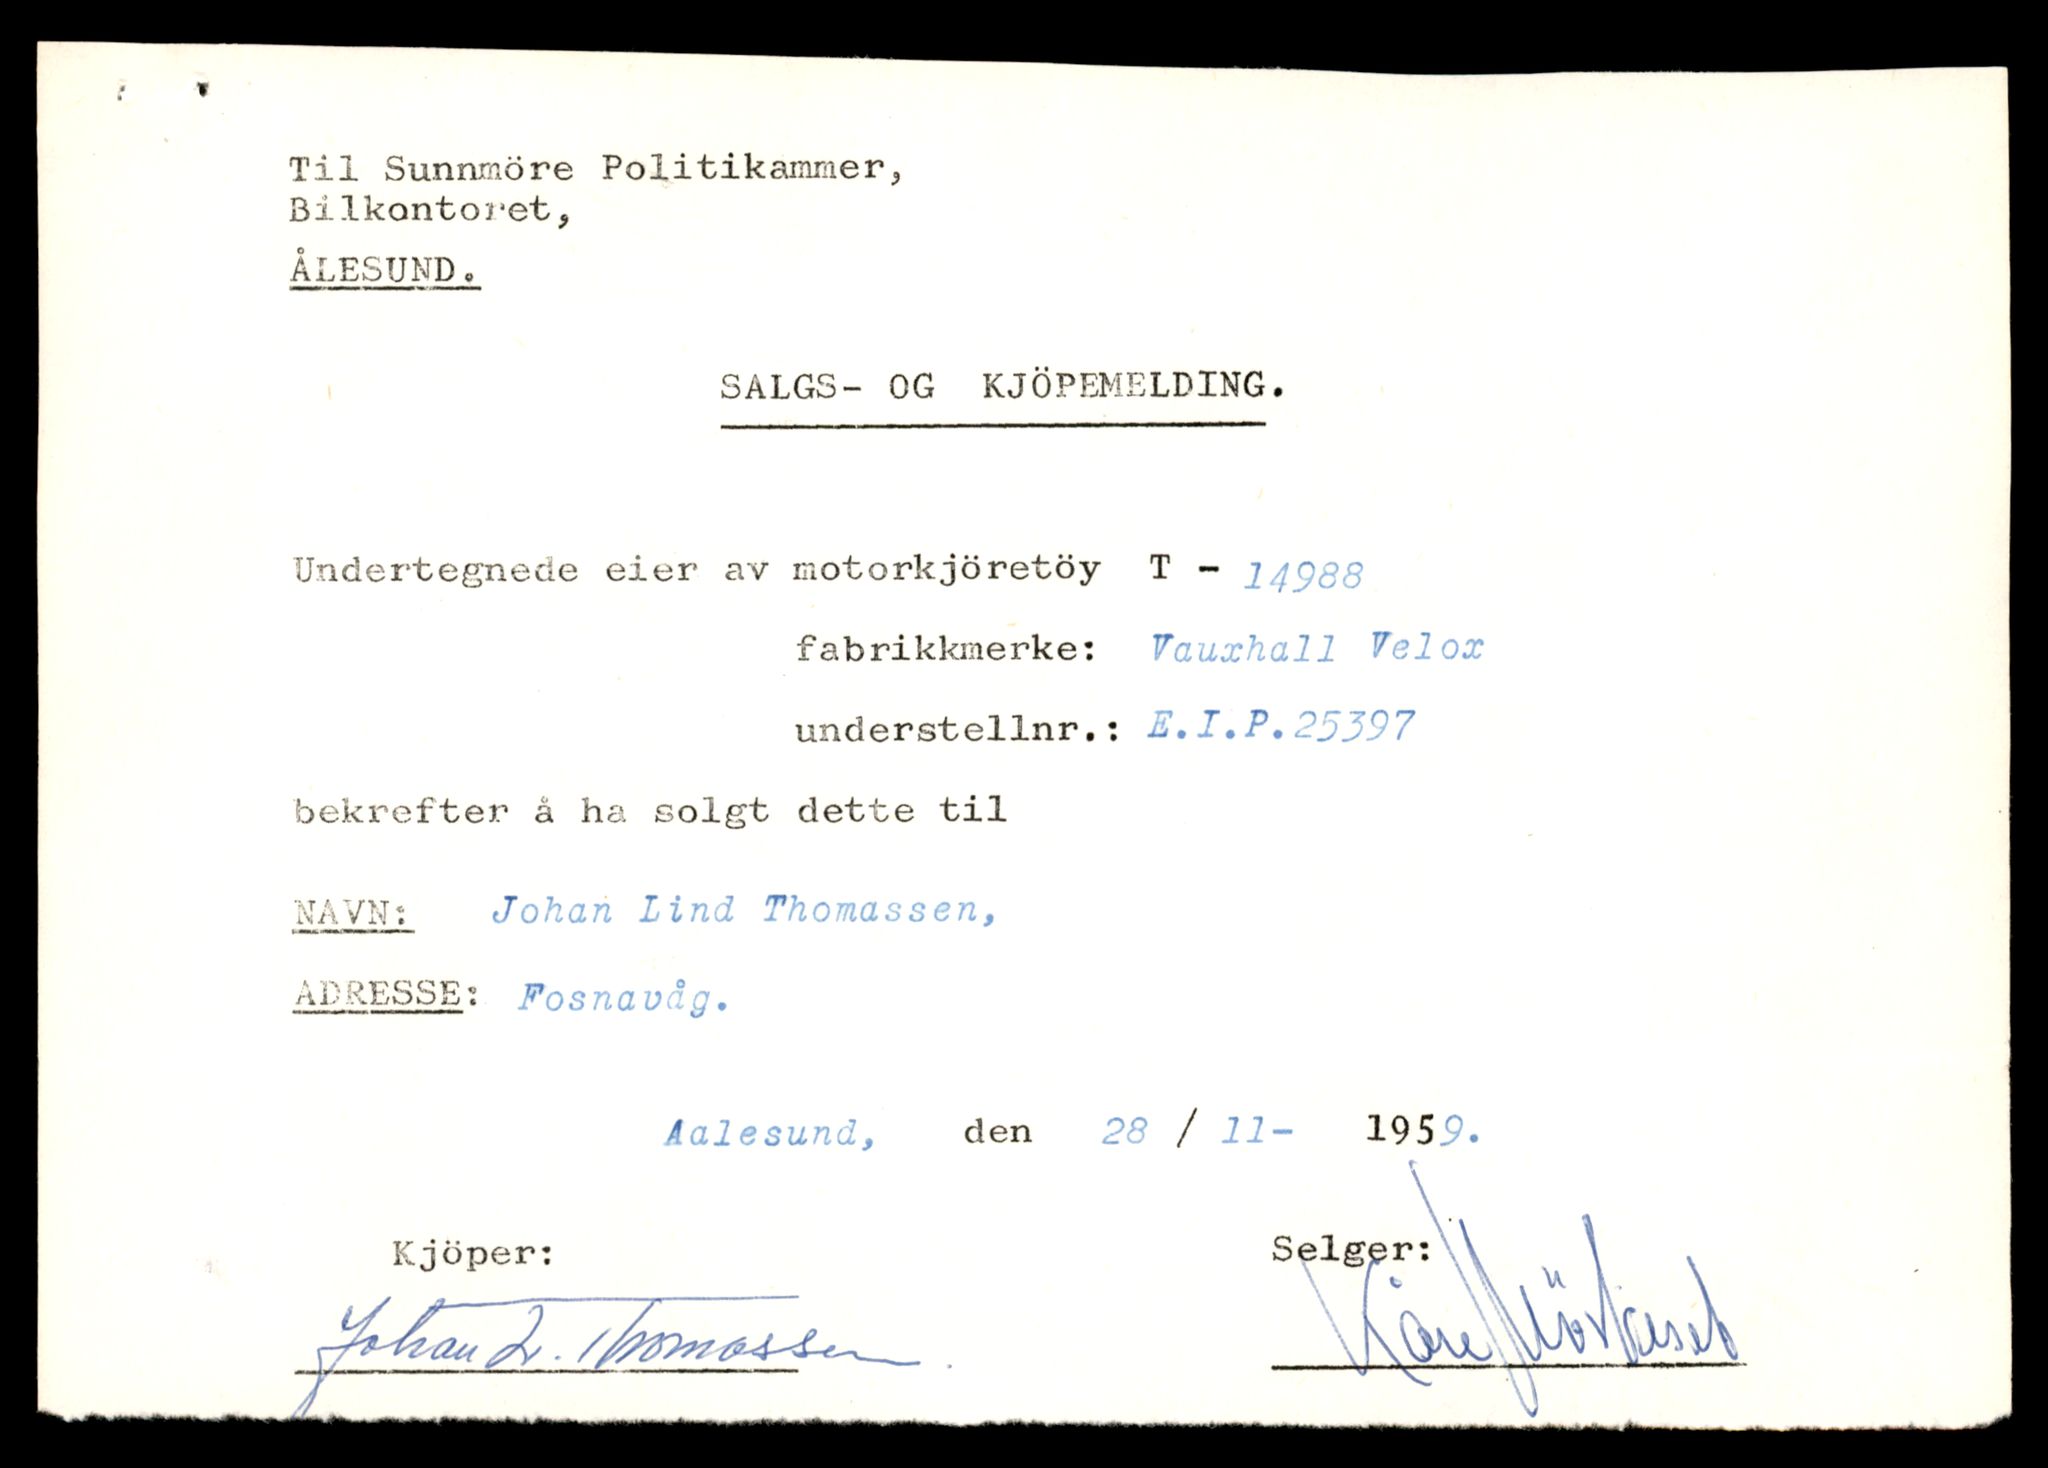 Til Sunnmöre Politikammer,
Bilkontoret,
ÅLESUND.
SALGS- OG KJÖPEMELDING.
Undertegnede eier av motorkjöretöy T - 14988
fabrikkmerke: Vauxhall Velox
understellnr.: E.I.P.25397
bekrefter å ha solgt dette til
NAVN: Johan Lind Thomassen,
ADRESSE: Fosnavåg.
Aalesund, den 28 / 11- 1959.
Kjöper: Selger:
Johan L. Thomassen Kåre